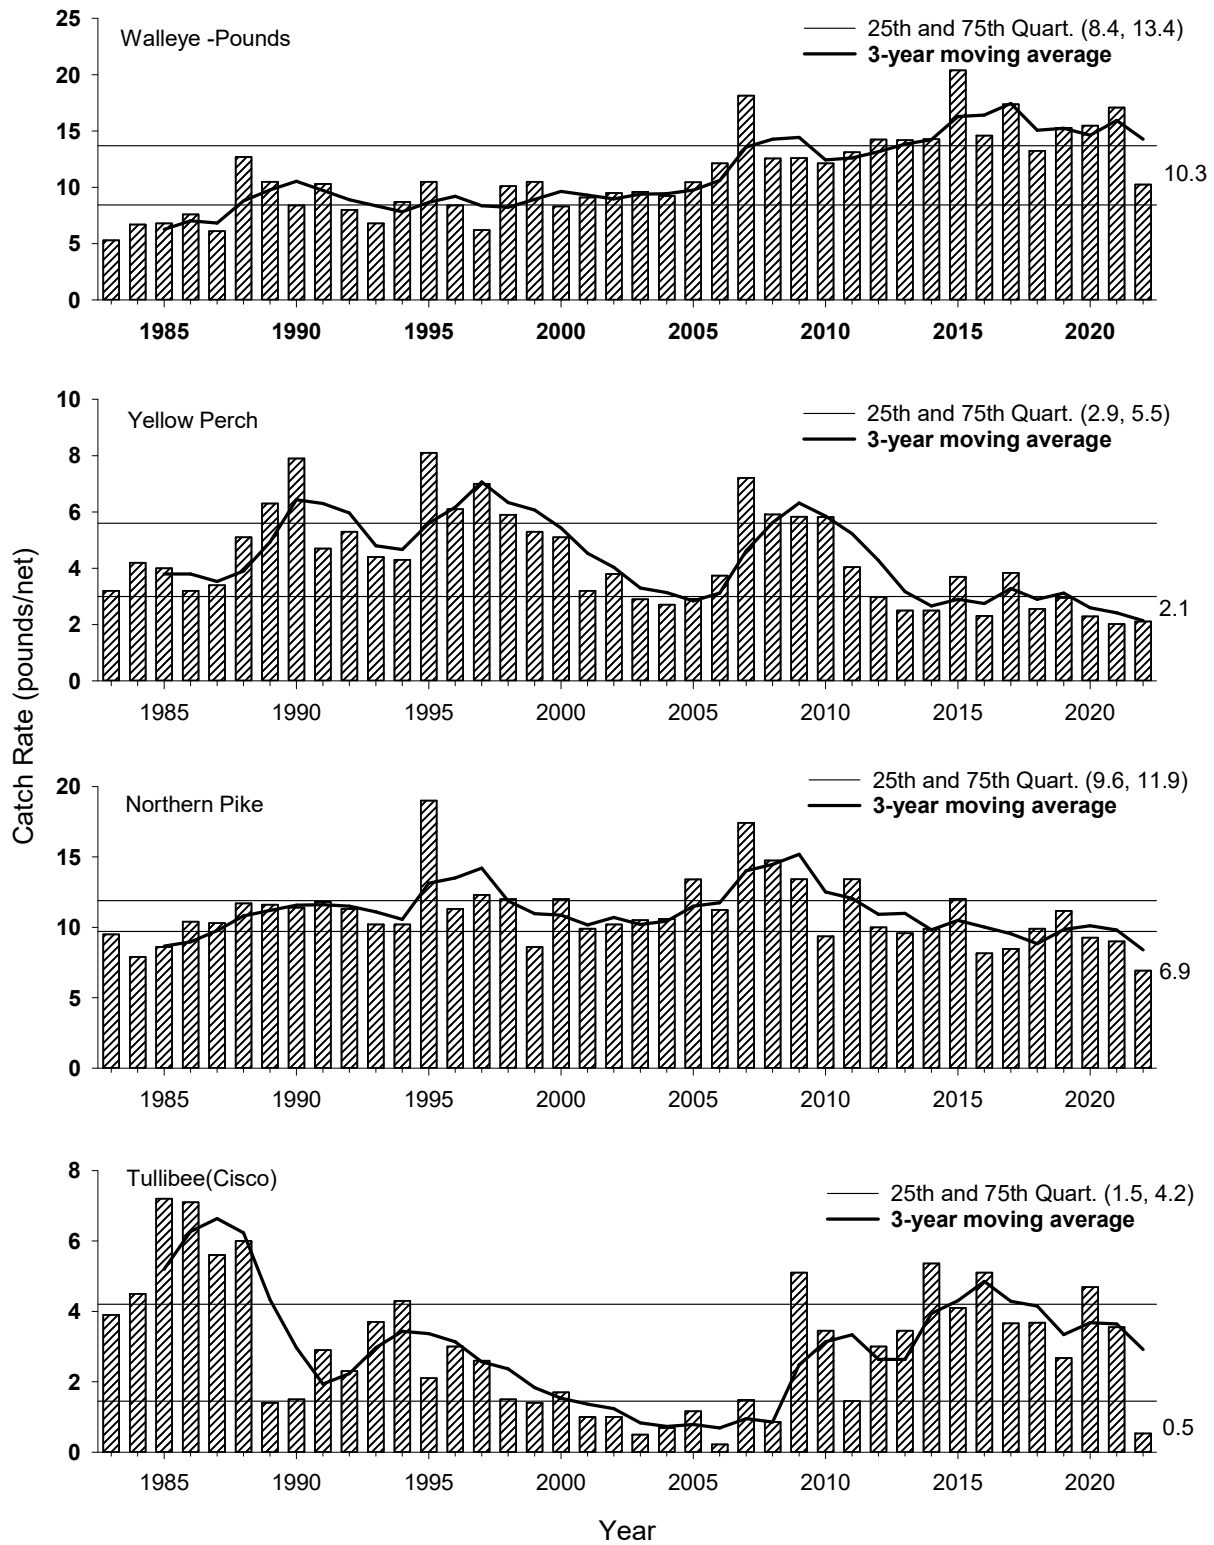 Catch Rate (pounds/net)
25
20
15
10
5
0
Walleye -Pounds
25th and 75th Quart. (8.4, 13.4)
3-year moving average
10.3
1985 1990 1995 2000 2005 2010 2015 2020
10
8
6
4
2
0
Yellow Perch
25th and 75th Quart. (2.9, 5.5)
3-year moving average
2.1
1985 1990 1995 2000 2005 2010 2015 2020
20
15
10
5
0
Northern Pike
25th and 75th Quart. (9.6, 11.9)
3-year moving average
6.9
1985 1990 1995 2000 2005 2010 2015 2020
8
6
4
2
0
Tullibee(Cisco)
25th and 75th Quart. (1.5, 4.2)
3-year moving average
0.5
1985 1990 1995 2000 2005 2010 2015 2020
Year